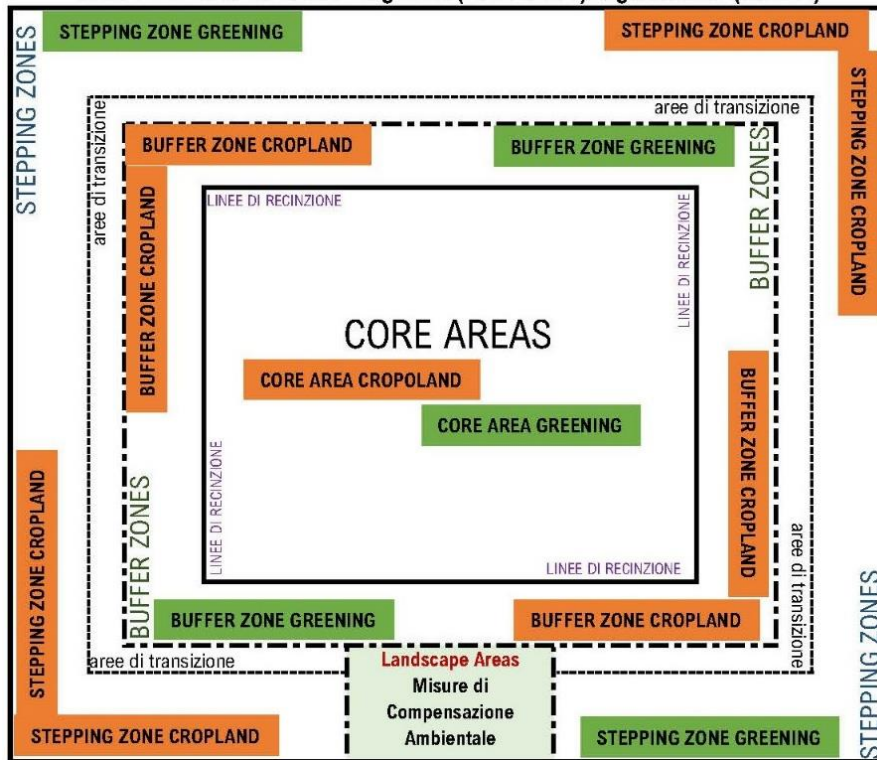 STEPPING ZONE GREENING
STEPPING ZONE CROPLAND
STEPPING ZONES
STEPPING ZONE CROPLAND
aree di transizione
aree di transizione
BUFFER ZONE CROPLAND
BUFFER ZONE GREENING
BUFFER ZONES
BUFFER ZONE CROPLAND
LINEE DI RECINZIONE
LINEE DI RECINZIONE
CORE AREAS
CORE AREA CROPOLAND
CORE AREA GREENING
BUFFER ZONE CROPLAND
LINEE DI RECINZIONE
LINEE DI RECINZIONE
STEPPING ZONE CROPLAND
BUFFER ZONES
aree di transizione
STEPPING ZONES
BUFFER ZONE GREENING
BUFFER ZONE CROPLAND
aree di transizione
Landscape Areas
Misure di
Compensazione
Ambientale
STEPPING ZONE CROPLAND
STEPPING ZONE GREENING